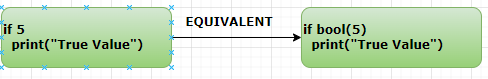 if 5
print("True Value")
EQUIVALENT
if bool(5)
print("True Value")